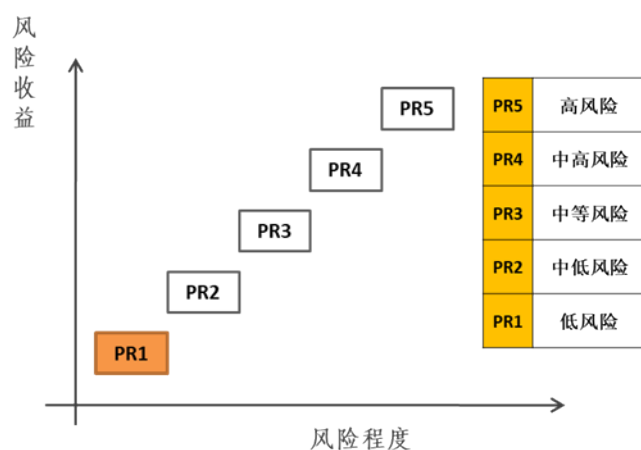 风险收益
PR5
PR4
PR3
PR2
PR1
风险程度
PR5 高风险
PR4 中高风险
PR3 中等风险
PR2 中低风险
PR1 低风险